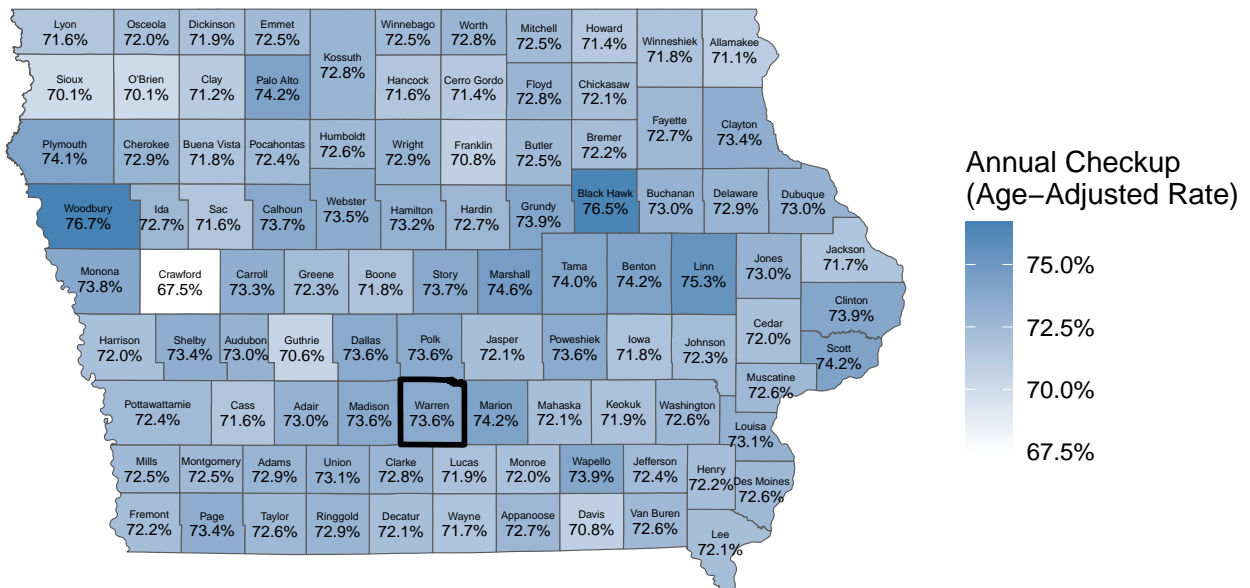 Lyon
71.6%
Osceola
72.0%
Dickinson
71.9%
Emmet
72.5%
Kossuth
72.8%
Winnebago
72.5%
Worth
72.8%
Mitchell
72.5%
Howard
71.4%
Winneshiek
71.8%
Allamakee
71.1%
Sioux
70.1%
O'Brien
70.1%
Clay
71.2%
Palo Alto
74.2%
Hancock
71.6%
Cerro Gordo
71.4%
Floyd
72.8%
Chickasaw
72.1%
Fayette
72.7%
Clayton
73.4%
Plymouth
74.1%
Cherokee
72.9%
Buena Vista
71.8%
Pocahontas
72.4%
Humboldt
72.6%
Wright
72.9%
Franklin
70.8%
Butler
72.5%
Bremer
72.2%
Woodbury
76.7%
Ida
72.7%
Sac
71.6%
Calhoun
73.7%
Webster
73.5%
Hamilton
73.2%
Hardin
72.7%
Grundy
73.9%
Black Hawk
76.5%
Buchanan
73.0%
Delaware
72.9%
Dubuque
73.0%
Monona
73.8%
Crawford
67.5%
Carroll
73.3%
Greene
72.3%
Boone
71.8%
Story
73.7%
Marshall
74.6%
Tama
74.0%
Benton
74.2%
Linn
75.3%
Jones
73.0%
Jackson
71.7%
Clinton
73.9%
Harrison
72.0%
Shelby
73.4%
Audubon
73.0%
Guthrie
70.6%
Dallas
73.6%
Polk
73.6%
Jasper
72.1%
Poweshiek
73.6%
Iowa
71.8%
Johnson
72.3%
Cedar
72.0%
Scott
74.2%
Muscatine
72.6%
Pottawattamie
72.4%
Cass
71.6%
Adair
73.0%
Madison
73.6%
Warren
73.6%
Marion
74.2%
Mahaska
72.1%
Keokuk
71.9%
Washington
72.6%
Louisa
73.1%
Mills
72.5%
Montgomery
72.5%
Adams
72.9%
Union
73.1%
Clarke
72.8%
Lucas
71.9%
Monroe
72.0%
Wapello
73.9%
Jefferson
72.4%
Henry
72.2%
Des Moines
72.6%
Fremont
72.2%
Page
73.4%
Taylor
72.6%
Ringgold
72.9%
Decatur
72.1%
Wayne
71.7%
Appanoose
72.7%
Davis
70.8%
Van Buren
72.6%
Lee
72.1%
Annual Checkup
(Age−Adjusted Rate)
75.0%
72.5%
70.0%
67.5%